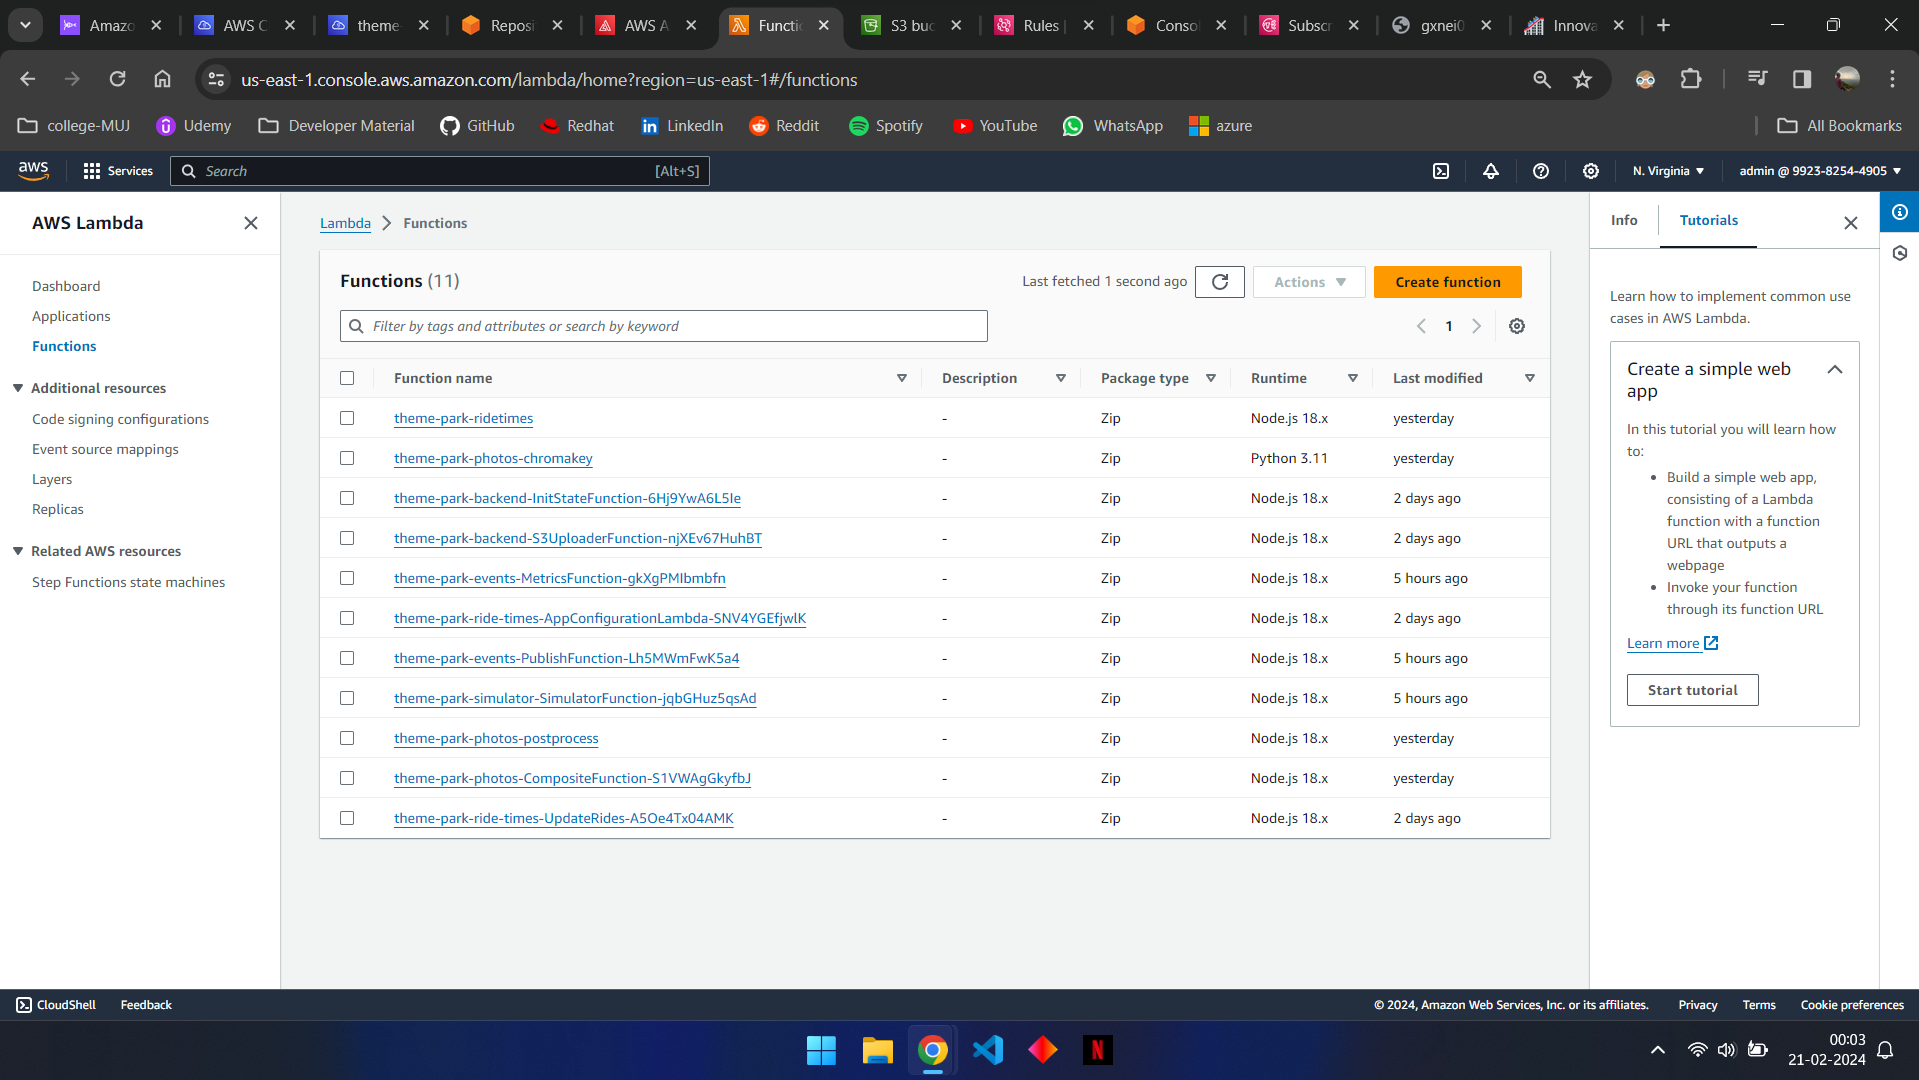 Amazo
AWS C
theme-
Reposi
AWS A
Functio
S3 buc
Rules |
Conso
Subscr
gxnei0
Innova
us-east-1.console.aws.amazon.com/lambda/home?region=us-east-1#/functions
college-MUJ
Udemy
Developer Material
GitHub
Redhat
LinkedIn
Reddit
Spotify
YouTube
WhatsApp
azure
All Bookmarks
aws
Services
Search
[Alt+S]
N. Virginia
admin @ 9923-8254-4905
AWS Lambda
Dashboard
Applications
Functions
Additional resources
Code signing configurations
Event source mappings
Layers
Replicas
Related AWS resources
Step Functions state machines
Lambda > Functions
Functions (11)
Last fetched 1 second ago
Actions
Create function
Filter by tags and attributes or search by keyword
1
Function name Description Package type Runtime Last modified
theme-park-ridetimes - Zip Node.js 18.x yesterday
theme-park-photos-chromakey - Zip Python 3.11 yesterday
theme-park-backend-InitStateFunction-6Hj9YwA6L5Ie - Zip Node.js 18.x 2 days ago
theme-park-backend-S3UploaderFunction-njXEv67HuhBT - Zip Node.js 18.x 2 days ago
theme-park-events-MetricsFunction-gkXgPMIbmbfn - Zip Node.js 18.x 5 hours ago
theme-park-ride-times-AppConfigurationLambda-SNV4YGEfjwlK - Zip Node.js 18.x 2 days ago
theme-park-events-PublishFunction-Lh5MWmFwK5a4 - Zip Node.js 18.x 5 hours ago
theme-park-simulator-SimulatorFunction-jqbGHuz5qsAd - Zip Node.js 18.x 5 hours ago
theme-park-photos-postprocess - Zip Node.js 18.x yesterday
theme-park-photos-CompositeFunction-S1VWAgGkyfbJ - Zip Node.js 18.x yesterday
theme-park-ride-times-UpdateRides-A5Oe4Tx04AMK - Zip Node.js 18.x 2 days ago
Info
Tutorials
Learn how to implement common use
cases in AWS Lambda.
Create a simple web
app
In this tutorial you will learn how
to:
• Build a simple web app,
consisting of a Lambda
function with a function
URL that outputs a
webpage
• Invoke your function
through its function URL
Learn more
Start tutorial
CloudShell
Feedback
© 2024, Amazon Web Services, Inc. or its affiliates.
Privacy
Terms
Cookie preferences
N
00:03
21-02-2024